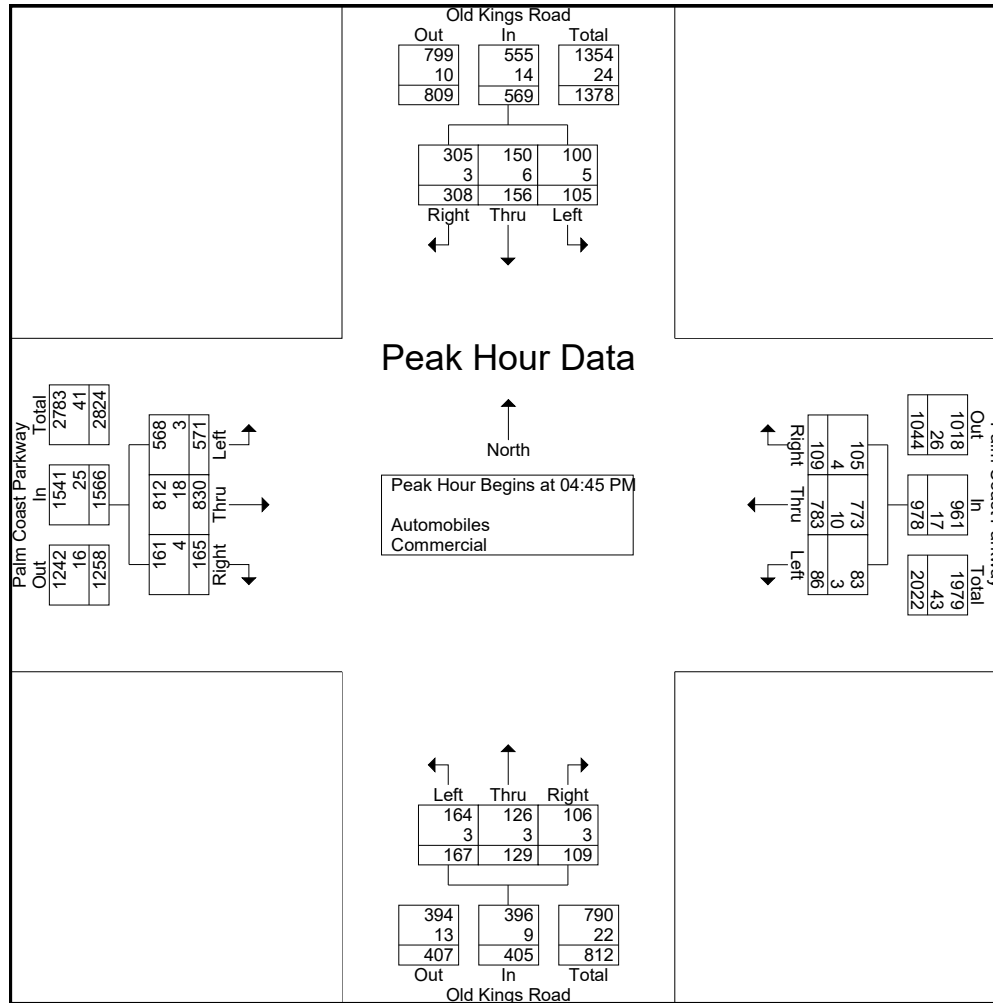 Old Kings Road
Out In Total
799 555 1354
10 14 24
809 569 1378
305 150 100
3 6 5
308 156 105
Right Thru Left
Peak Hour Data
North
Peak Hour Begins at 04:45 PM
Automobiles
Commercial
Palm Coast Parkway
Out In Total
1242 1541 2783
16 25 41
1258 1566 2824
161 812 568
4 18 3
165 830 571
Right Thru Left
Out In Total
1018 961 1979
26 17 43
1044 978 2022
105 773 83
4 10 3
109 783 86
Right Thru Left
Left Thru Right
164 126 106
3 3 3
167 129 109
394 396 790
13 9 22
407 405 812
Out In Total
Old Kings Road